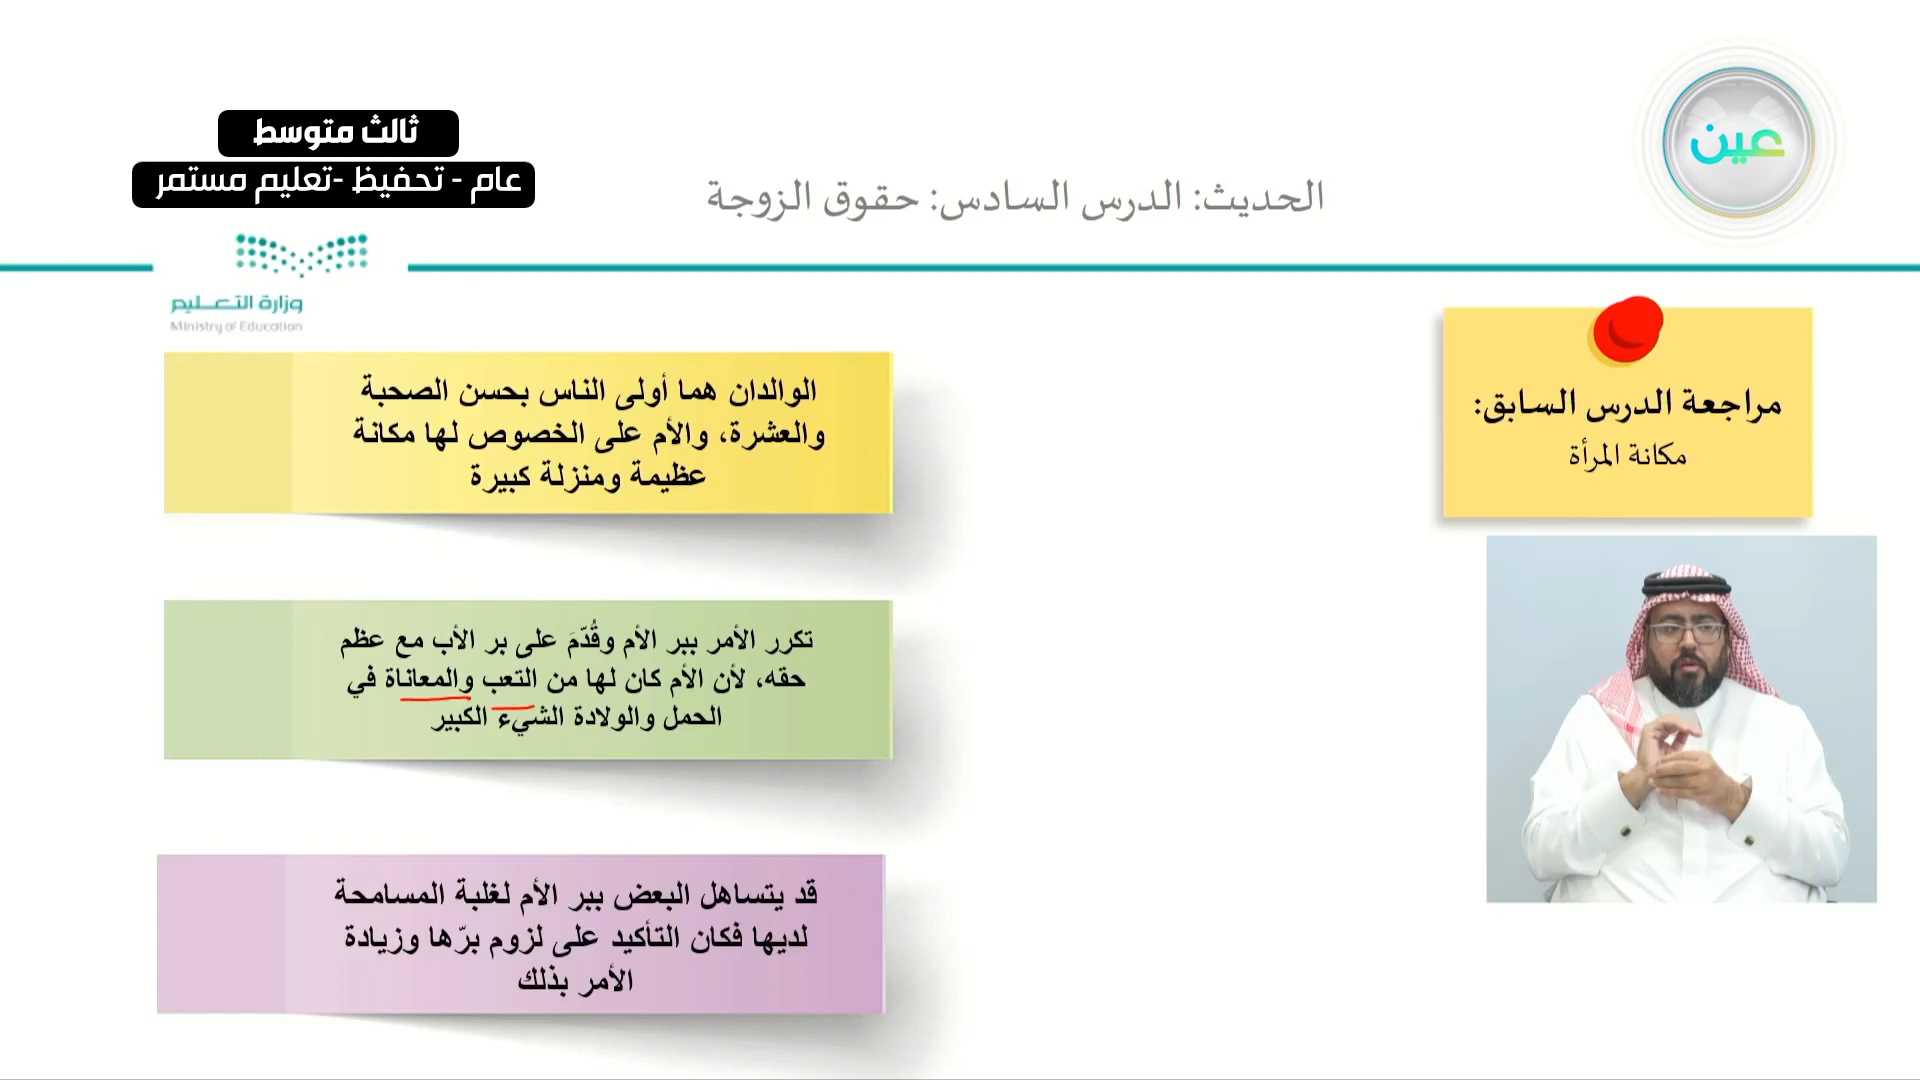 عين
ثالث متوسط
عام - تحفيظ -تعليم مستمر
الحديث: الدرس السادس: حقوق الزوجة
وزارة التعـــليم
Ministry of Education
مراجعة الدرس السابق:
مكانة المرأة
الوالدان هما أولى الناس بحسن الصحبة
والعشرة، والأم على الخصوص لها مكانة
عظيمة ومنزلة كبيرة
تكرر الأمر ببر الأم وقُدّمَ على بر الأب مع عظم
حقه، لأن الأم كان لها من التعب والمعاناة في
الحمل والولادة الشيء الكبير
قد يتساهل البعض ببر الأم لغلبة المسامحة
لديها فكان التأكيد على لزوم برّها وزيادة
الأمر بذلك